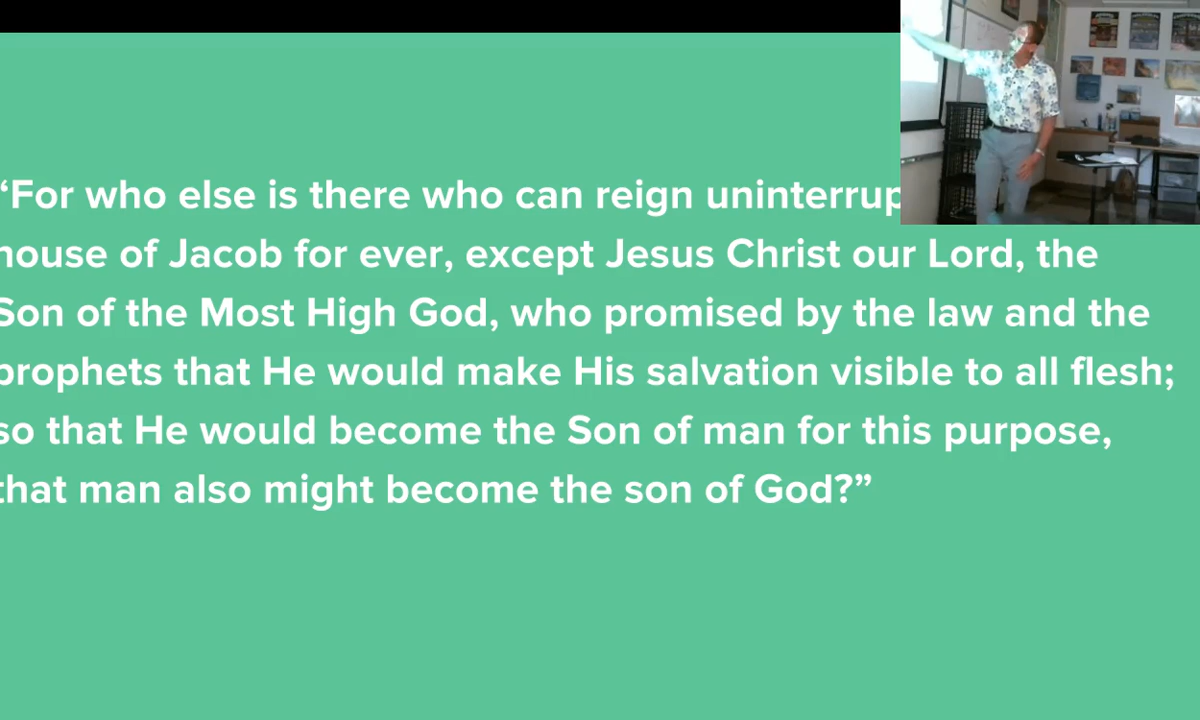 “For who else is there who can reign
house of Jacob for ever, except Jesus Christ our Lord, the
Son of the Most High God, who promised by the law and the
prophets that He would make His salvation visible to all flesh;
so that He would become the Son of man for this purpose,
that man also might become the son of God?”